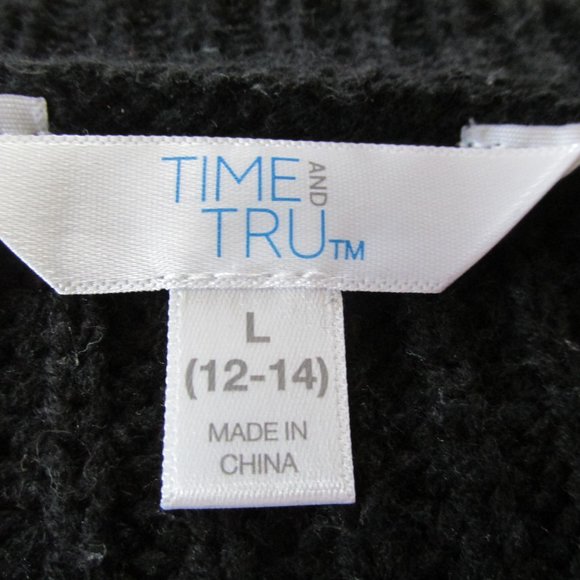 TIME AND
TRU™
L
(12-14)
MADE IN
CHINA